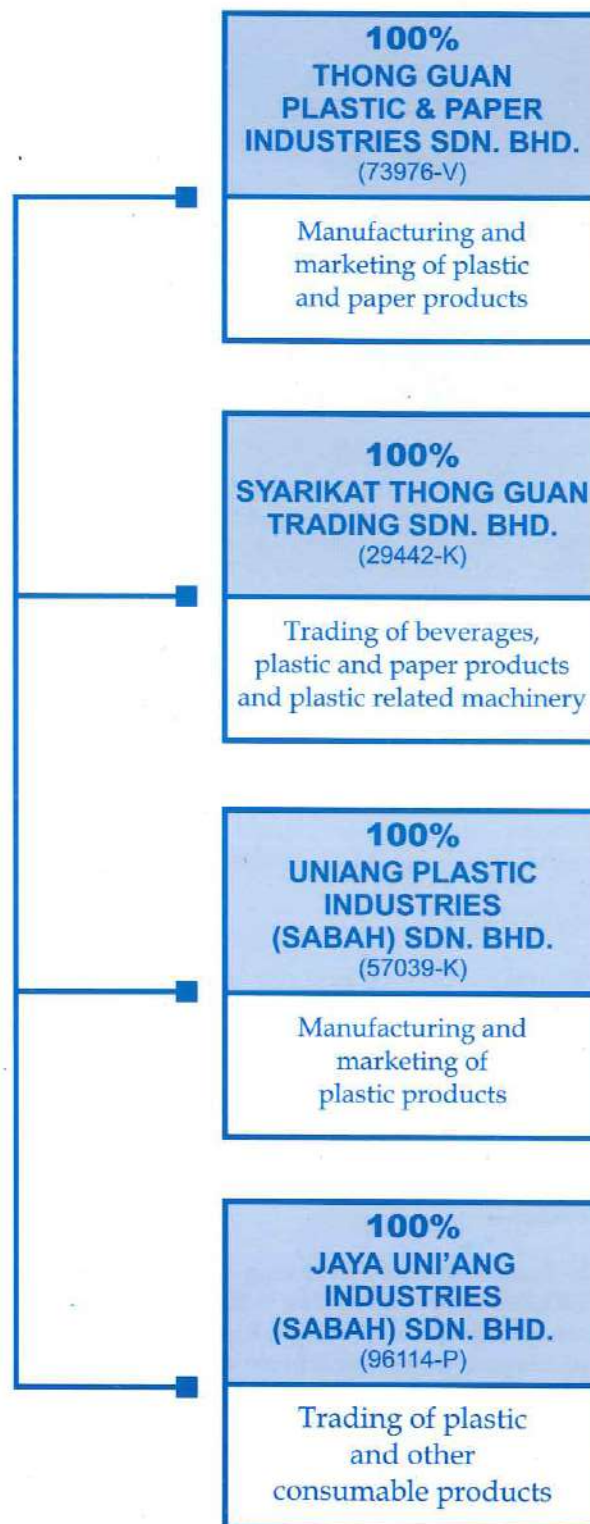 100%
THONG GUAN
PLASTIC & PAPER
INDUSTRIES SDN. BHD.
(73976-V)
Manufacturing and
marketing of plastic
and paper products
100%
SYARIKAT THONG GUAN
TRADING SDN. BHD.
(29442-K)
Trading of beverages,
plastic and paper products
and plastic related machinery
100%
UNIANG PLASTIC
INDUSTRIES
(SABAH) SDN. BHD.
(57039-K)
Manufacturing and
marketing of
plastic products
100%
JAYA UNI'ANG
INDUSTRIES
(SABAH) SDN. BHD.
(96114-P)
Trading of plastic
and other
consumable products